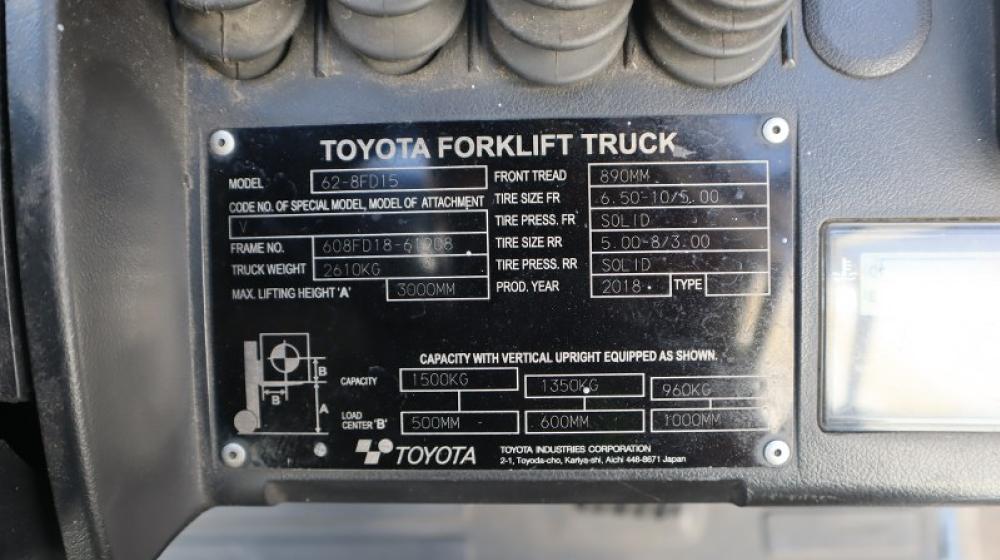 TOYOTA FORKLIFT TRUCK
MODEL 62-8FD15
CODE NO. OF SPECIAL MODEL, MODEL OF ATTACHMENT
V
FRAME NO.
TRUCK WEIGHT 2610KG
MAX. LIFTING HEIGHT 'A' 3000MM
FRONT TREAD 890MM
TIRE SIZE FR 6.50-10/5.00
TIRE PRESS. FR SOLID
TIRE SIZE RR 5.00-8/3.00
TIRE PRESS. RR SOLID
PROD. YEAR 2018 TYPE
CAPACITY WITH VERTICAL UPRIGHT EQUIPPED AS SHOWN.
B
B
A
CAPACITY 1500KG 1350KG 960KG
LOAD
CENTER 'B' 500MM 600MM 1000MM
TOYOTA
TOYOTA INDUSTRIES CORPORATION
2-1, Toyoda-cho, Kariya-shi, Aichi 448-8671 Japan